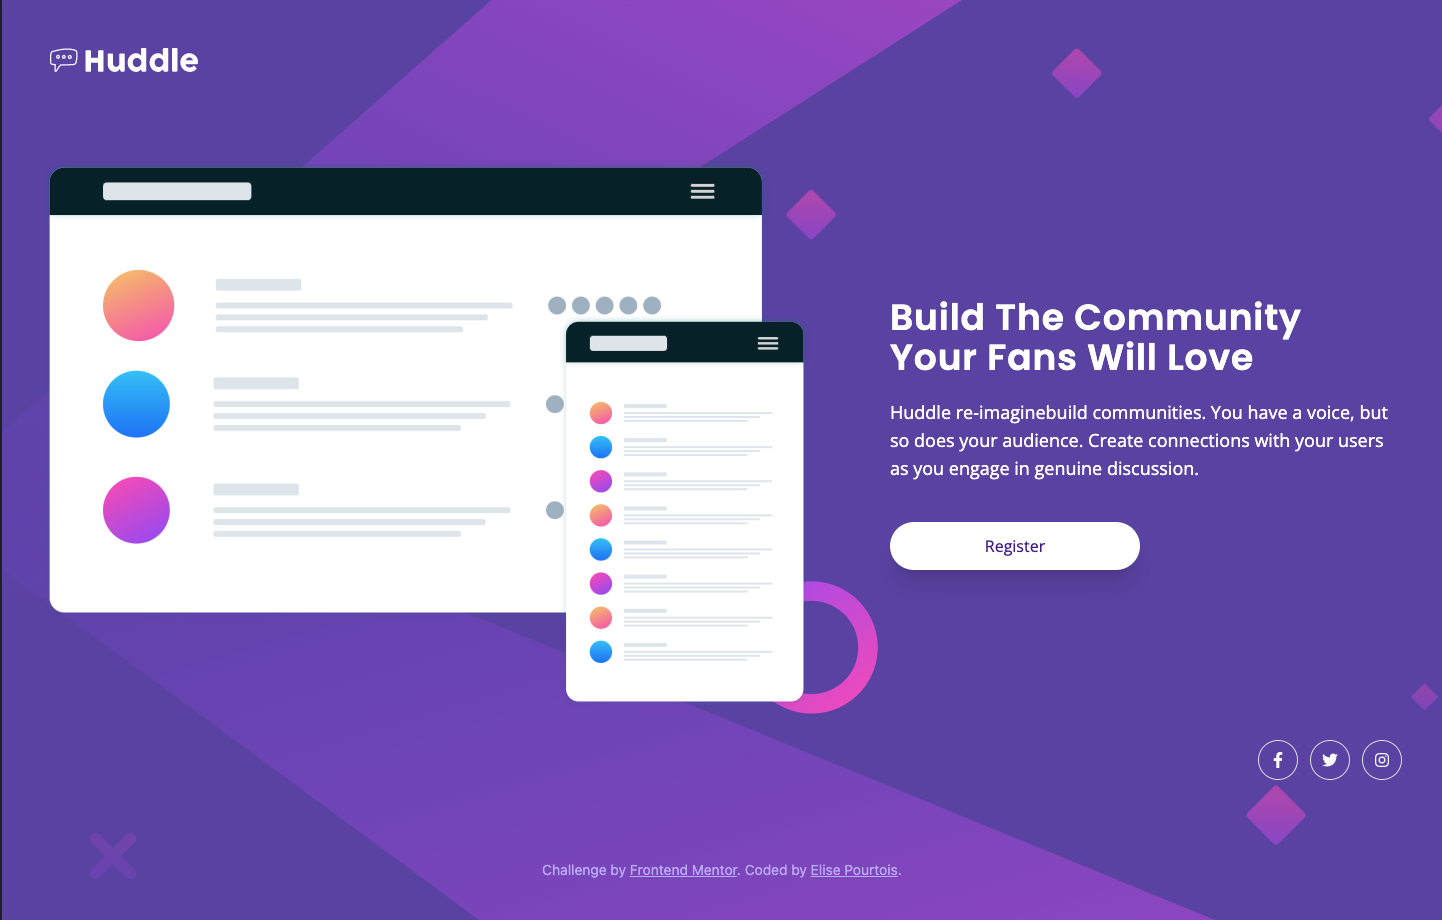 Huddle
Build The Community
Your Fans Will Love
Huddle re-imaginebuild communities. You have a voice, but
so does your audience. Create connections with your users
as you engage in genuine discussion.
Register
Challenge by Frontend Mentor. Coded by Elise Pourtois.